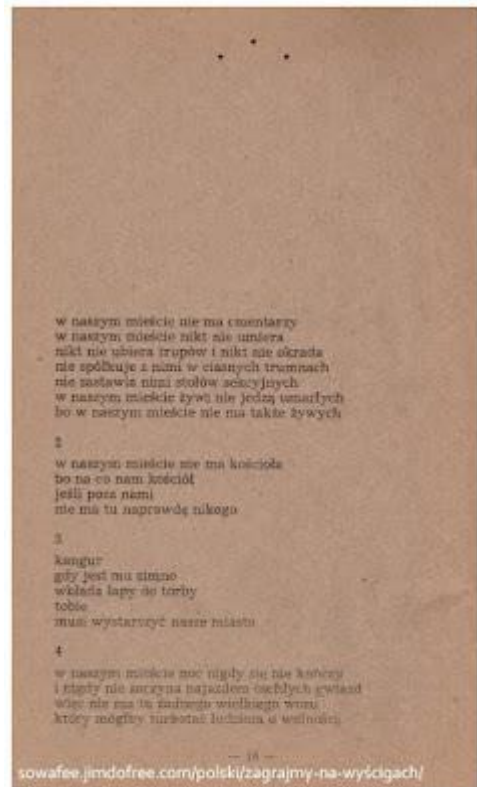 * * *
w naszym mieście nie ma cmentarzy
w naszym mieście nikt nie umiera
nikt nie ubiera trupów i nikt nie okrada
nie spółkuje z nimi w ciasnych trumnach
nie zastawia nimi stołów sekcyjnych
w naszym mieście żywi nie jedzą umarłych
bo w naszym mieście nie ma także żywych
2
w naszym mieście nie ma kościoła
bo na co nam kościół
jeśli poza nami
nie ma tu naprawdę nikogo
3
kangur
gdy jest mu zimno
wkłada łapy do torby
tobie
musi wystarczyć nasze miasto
4
w naszym mieście noc nigdy się nie kończy
i nigdy nie zaczyna najazdem gwiazd
więc nie ma tu żadnego wielkiego wozu
który mógłby turkotać ludziom o wolności
— 18 —
sowafee.jimdofree.com/polski/zagrajmy-na-wyścigach/